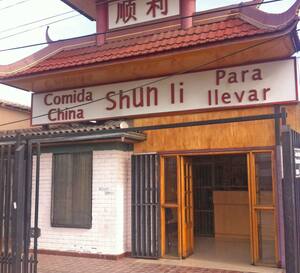 顺利
Comida
China
Shun li
Para
llevar